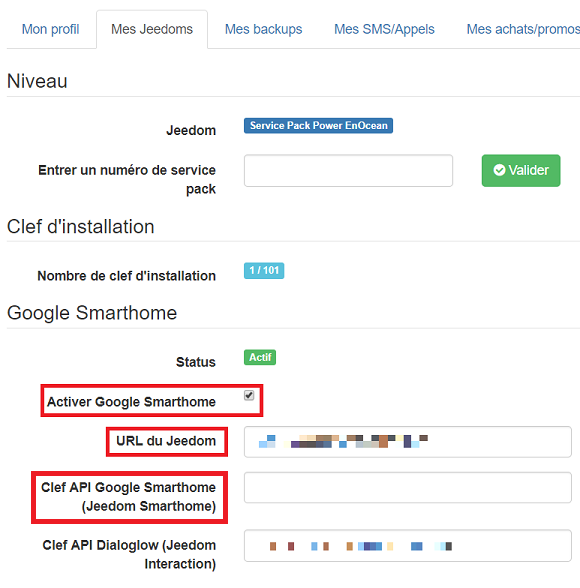 Mon profil Mes Jeedoms Mes backups Mes SMS/Appels Mes achats/promos
Niveau
Jeedom Service Pack Power EnOcean
Entrer un numéro de service
pack
Valider
Clef d'installation
Nombre de clef d'installation 1 / 101
Google Smarthome
Status Actif
Activer Google Smarthome
URL du Jeedom
Clef API Google Smarthome
(Jeedom Smarthome)
Clef API Dialoglow (Jeedom
Interaction)